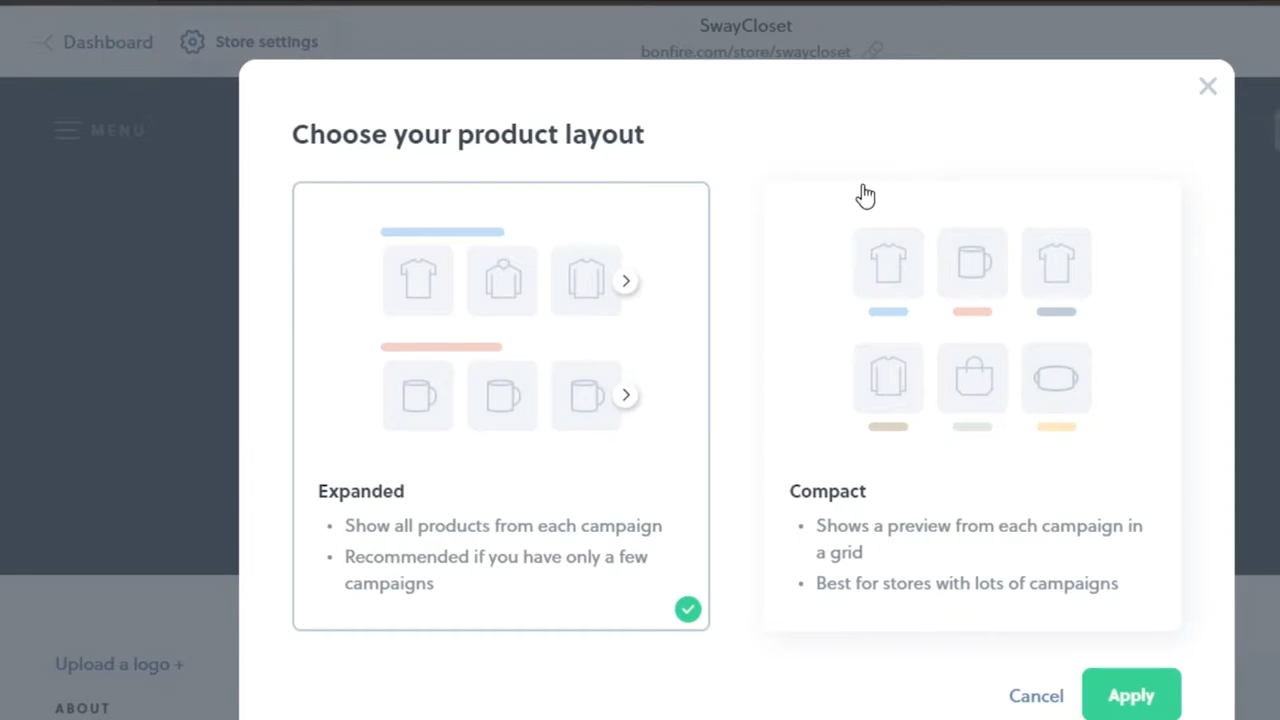 Dashboard
Store settings
SwayCloset
bonfire.com/store/swaycloset
MENU
Choose your product layout
Expanded
• Show all products from each campaign
• Recommended if you have only a few
campaigns
Compact
• Shows a preview from each campaign in
a grid
• Best for stores with lots of campaigns
Upload a logo +
ABOUT
Cancel
Apply